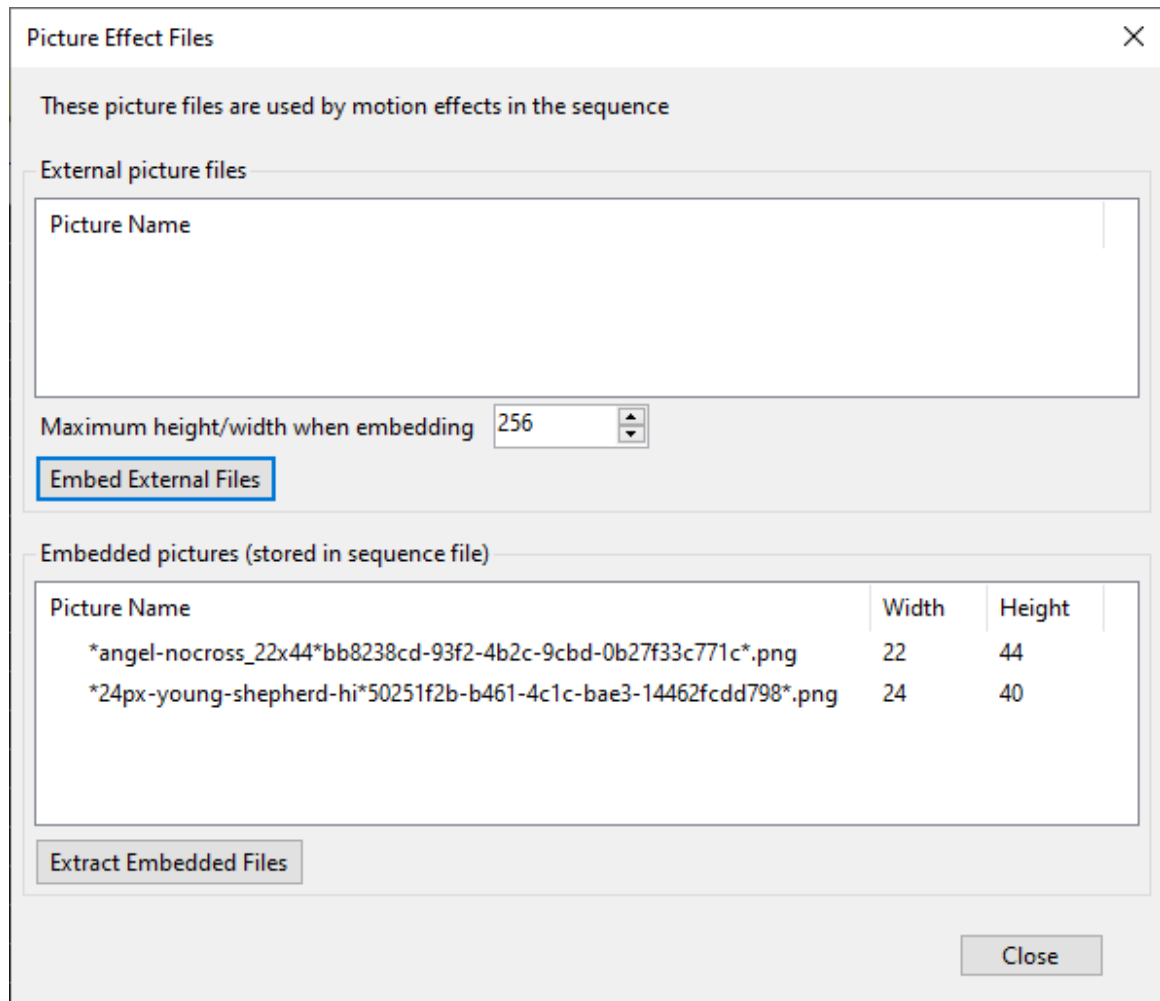 Picture Effect Files
These picture files are used by motion effects in the sequence
External picture files
Picture Name
Maximum height/width when embedding 256
Embed External Files
Embedded pictures (stored in sequence file)
Picture Name Width Height
*angel-nocross_22x44*bb8238cd-93f2-4b2c-9cbd-0b27f33c771c*.png 22 44
*24px-young-shepherd-hi*50251f2b-b461-4c1c-bae3-14462fcdd798*.png 24 40
Extract Embedded Files
Close